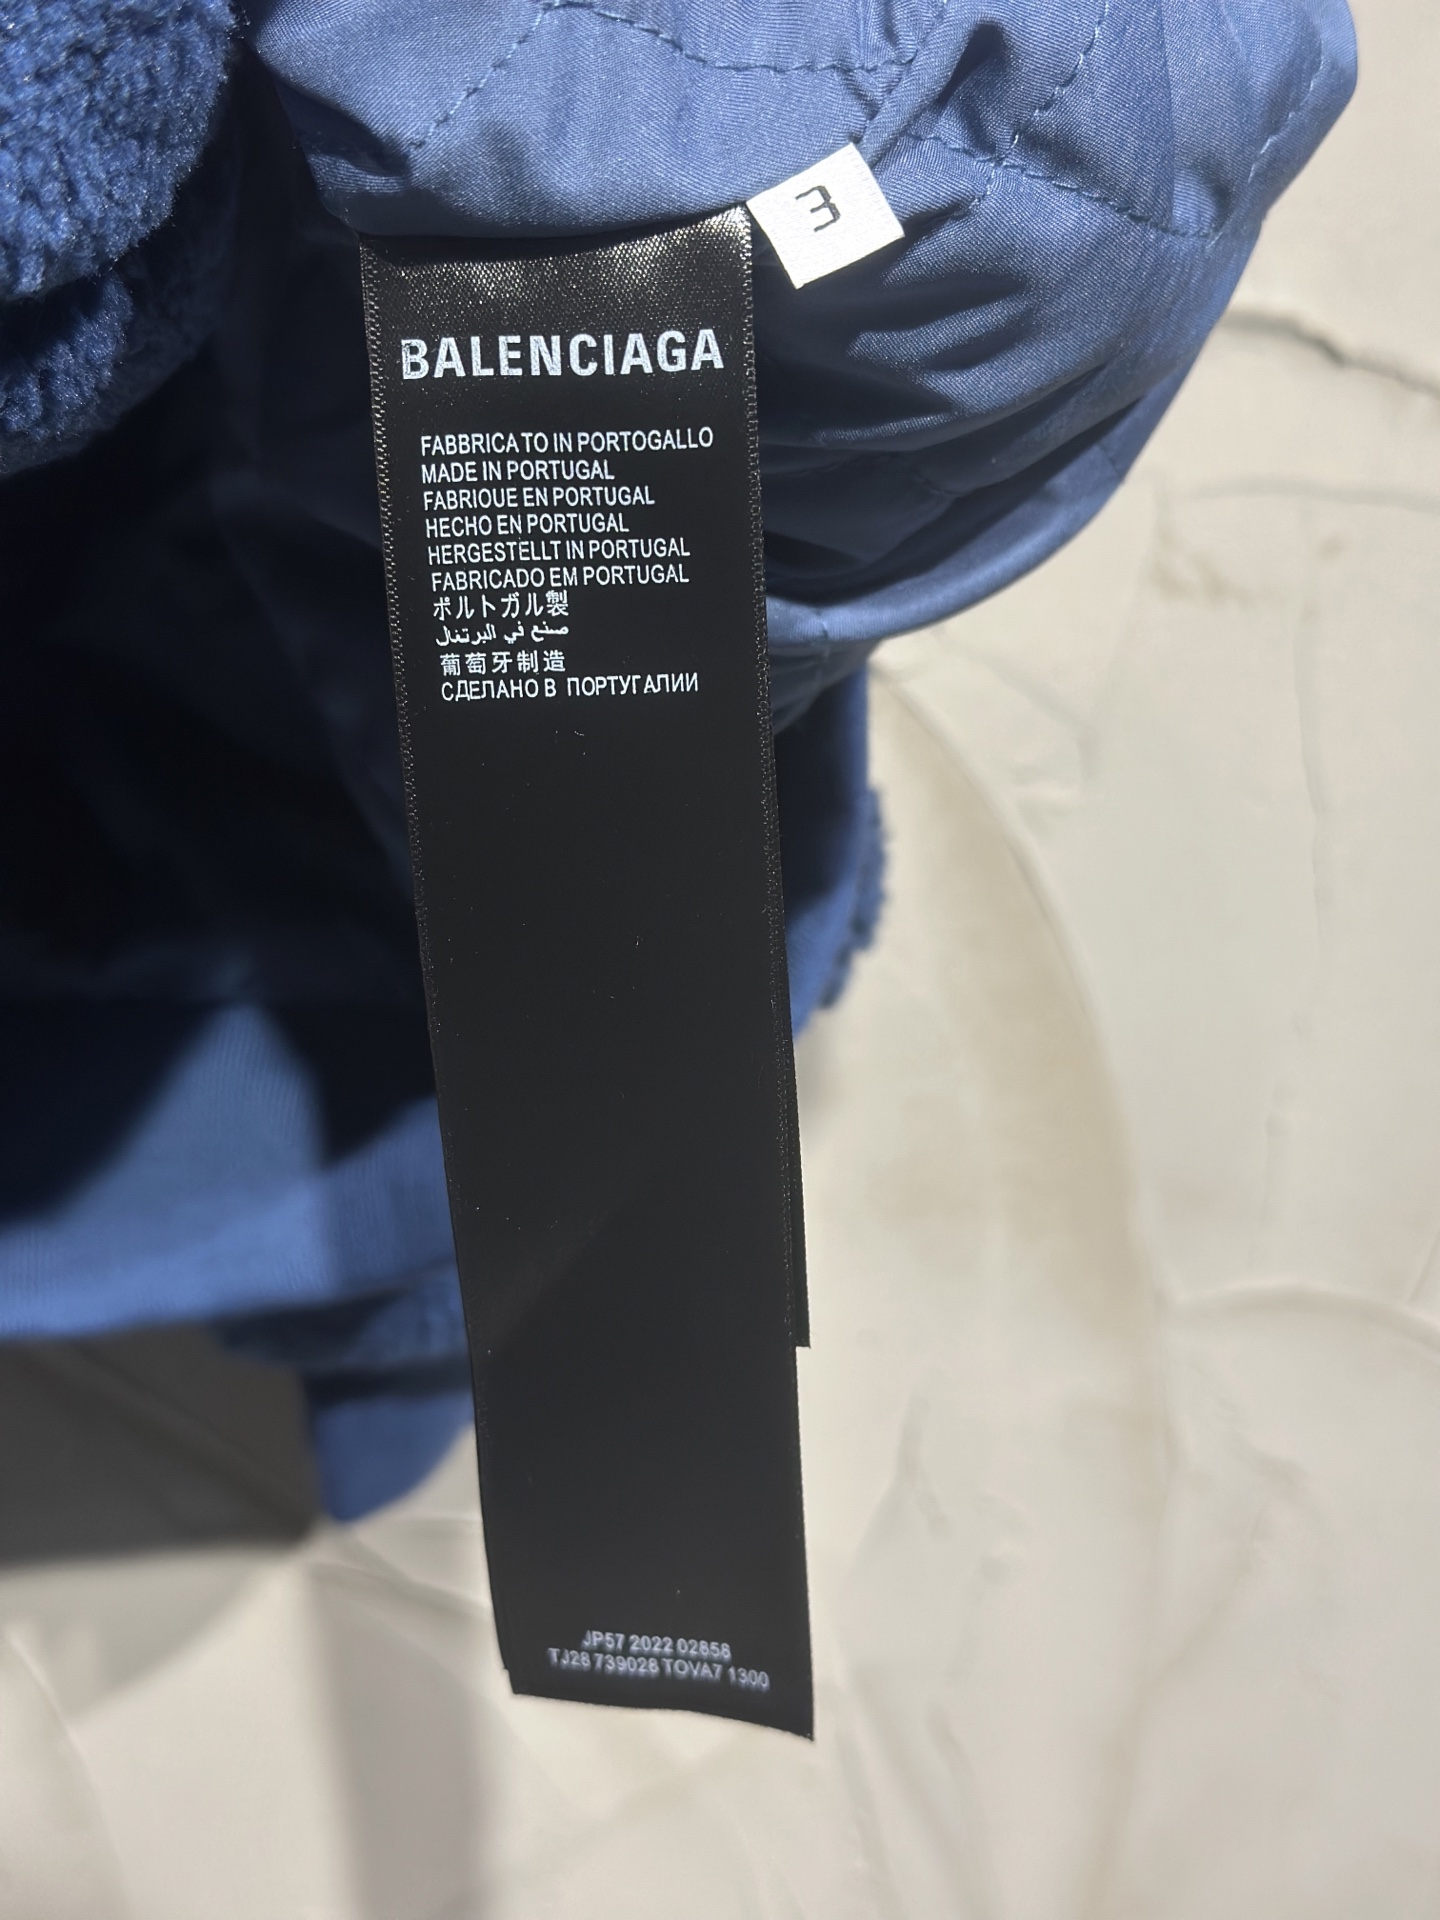 3
BALENCIAGA
FABBRICATO IN PORTOGALLO
MADE IN PORTUGAL
FABRIOUE EN PORTUGAL
HECHO EN PORTUGAL
HERGESTELLT IN PORTUGAL
FABRICADO EM PORTUGAL
ポルトガル製
صنع في البرتغال
葡萄牙制造
СДЕЛАНО В ПОРТУГАЛИИ
JP57 2022 02858
TJ28 739028 TOVA7 1300